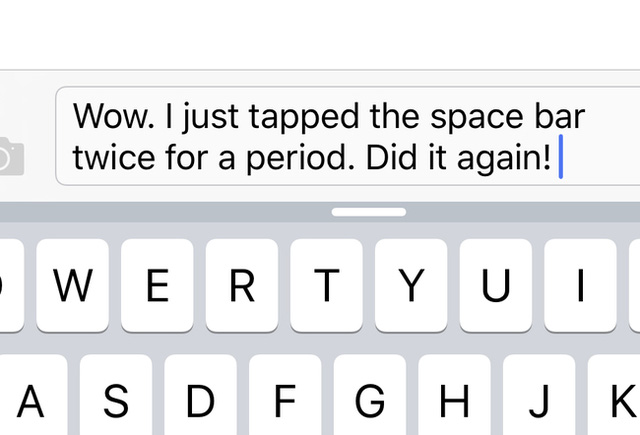 Wow. I just tapped the space bar
twice for a period. Did it again!
W E R T Y U I
A S D F G H J K